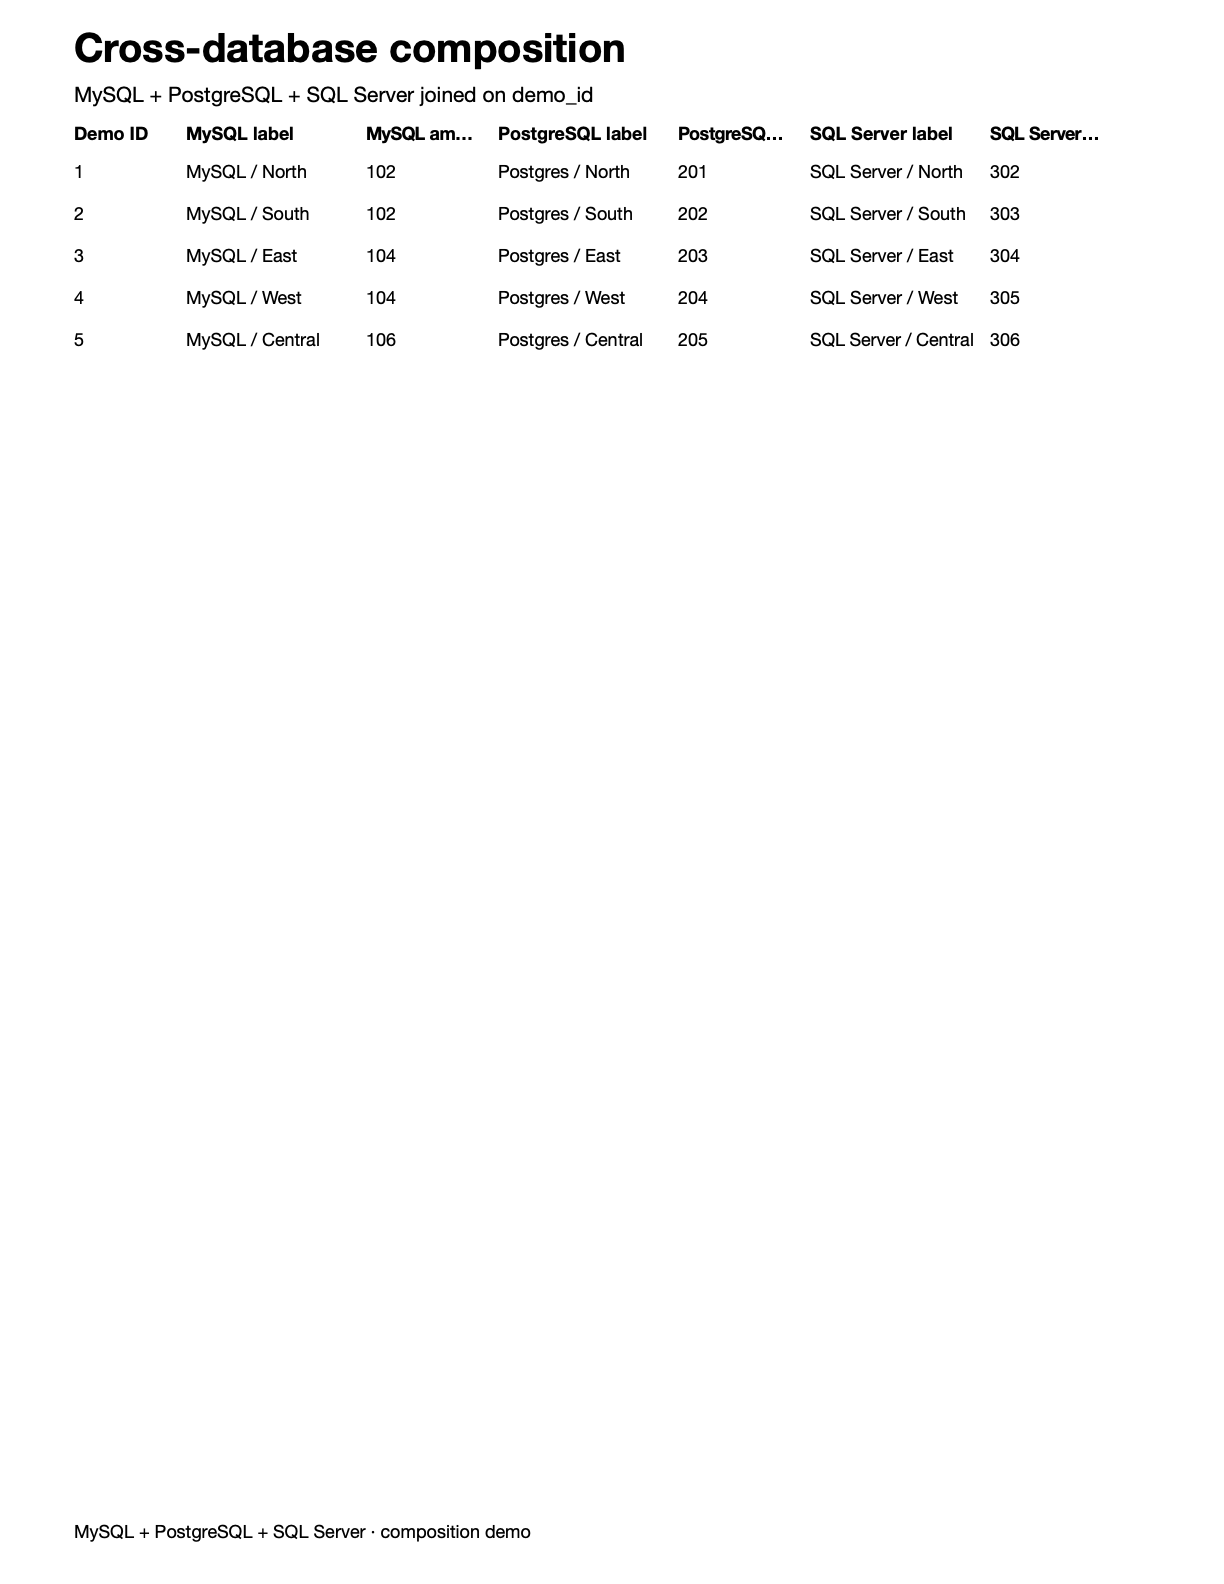 Cross-database composition
MySQL + PostgreSQL + SQL Server joined on demo_id
Demo ID MySQL label MySQL am… PostgreSQL label PostgreSQ… SQL Server label SQL Server…
1 MySQL / North 102 Postgres / North 201 SQL Server / North 302
2 MySQL / South 102 Postgres / South 202 SQL Server / South 303
3 MySQL / East 104 Postgres / East 203 SQL Server / East 304
4 MySQL / West 104 Postgres / West 204 SQL Server / West 305
5 MySQL / Central 106 Postgres / Central 205 SQL Server / Central 306
MySQL + PostgreSQL + SQL Server · composition demo